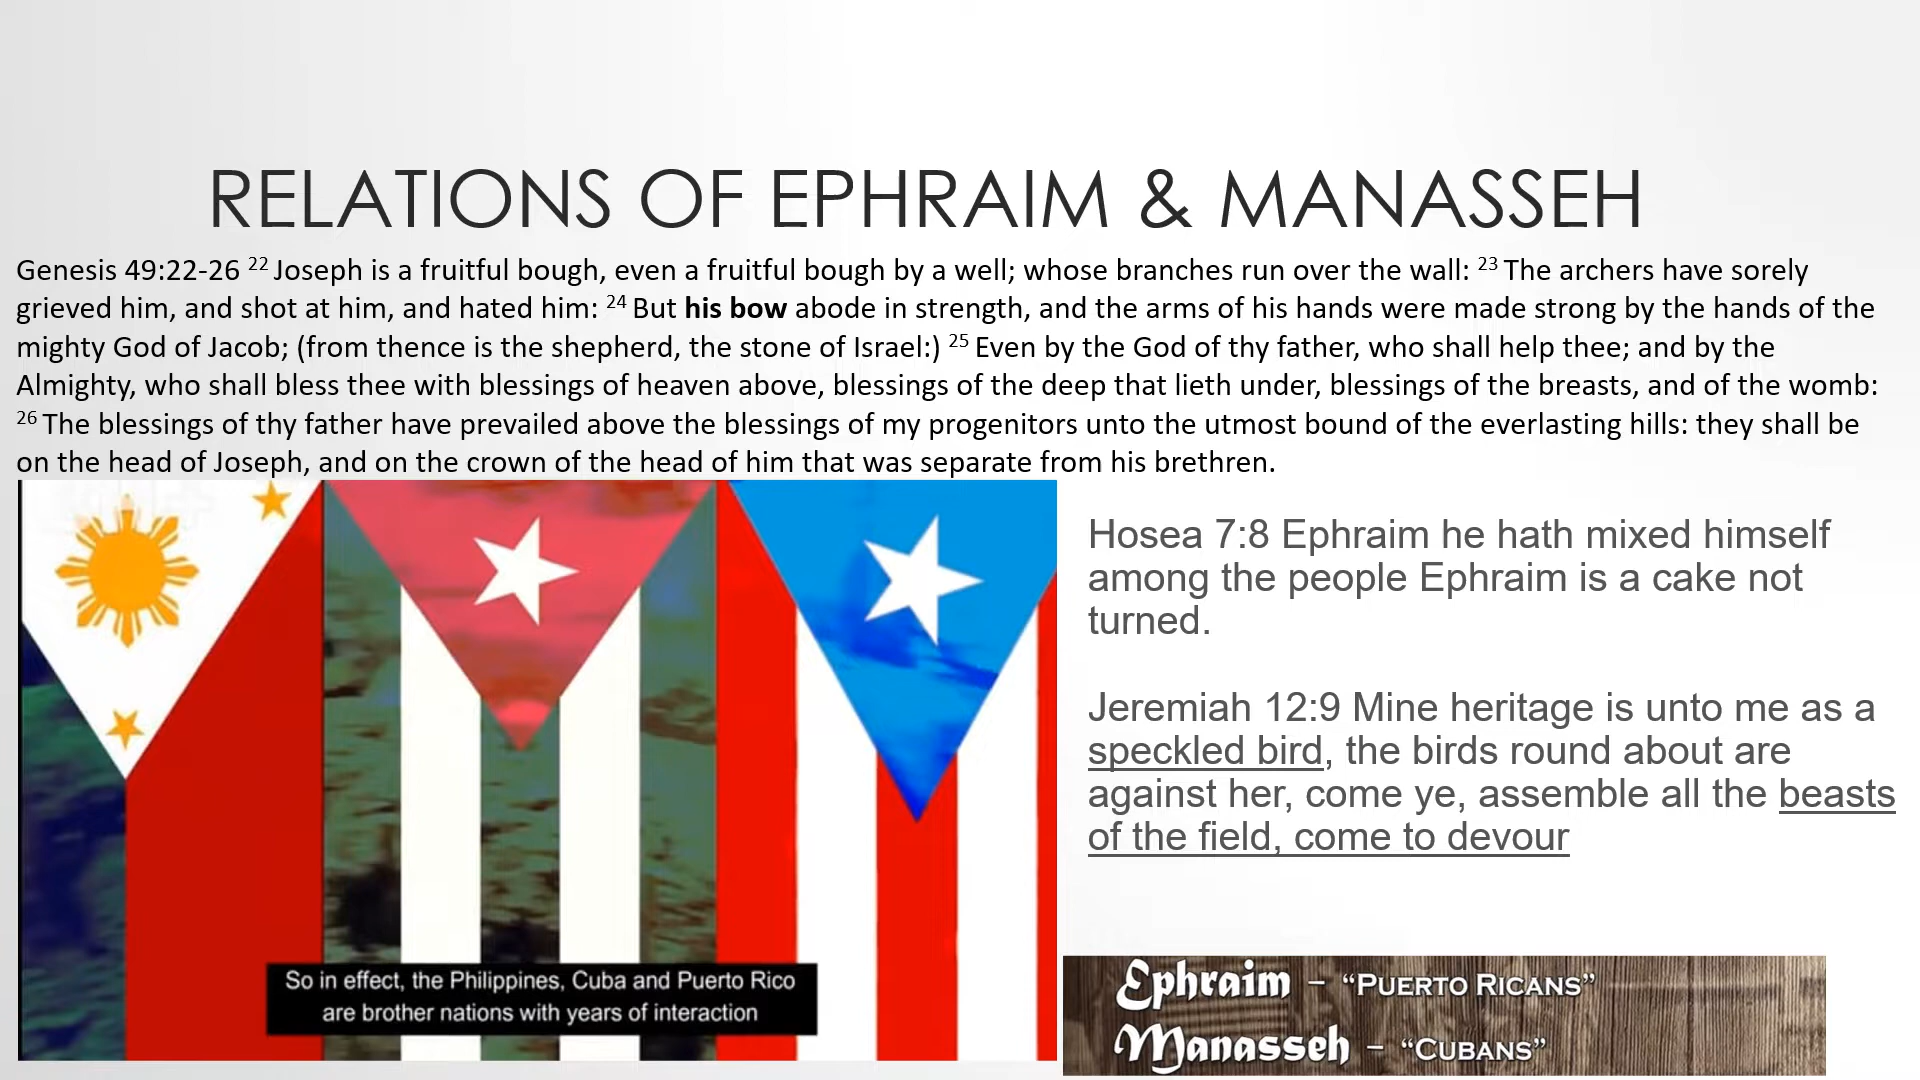 RELATIONS OF EPHRAIM & MANASSEH
Genesis 49:22-26 22 Joseph is a fruitful bough, even a fruitful bough by a well; whose branches run over the wall: 23 The archers have sorely
grieved him, and shot at him, and hated him: 24 But his bow abode in strength, and the arms of his hands were made strong by the hands of the
mighty God of Jacob; (from thence is the shepherd, the stone of Israel:) 25 Even by the God of thy father, who shall help thee; and by the
Almighty, who shall bless thee with blessings of heaven above, blessings of the deep that lieth under, blessings of the breasts, and of the womb:
26 The blessings of thy father have prevailed above the blessings of my progenitors unto the utmost bound of the everlasting hills: they shall be
on the head of Joseph, and on the crown of the head of him that was separate from his brethren.
So in effect, the Philippines, Cuba and Puerto Rico
are brother nations with years of interaction
Hosea 7:8 Ephraim he hath mixed himself
among the people Ephraim is a cake not
turned.
Jeremiah 12:9 Mine heritage is unto me as a
speckled bird, the birds round about are
against her, come ye, assemble all the beasts
of the field, come to devour
Ephraim – “PUERTO RICANS”
Manasseh – “CUBANS”